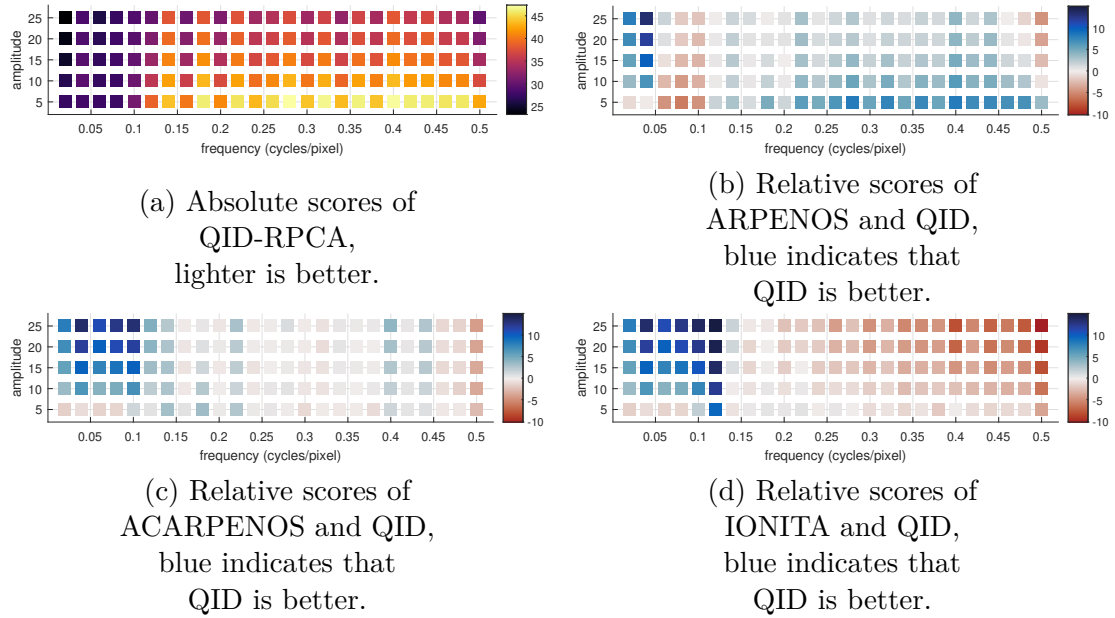 25
20
15
10
5
amplitude
0.05 0.1 0.15 0.2 0.25 0.3 0.35 0.4 0.45 0.5
frequency (cycles/pixel)
45
40
35
30
25
(a) Absolute scores of
QID-RPCA,
lighter is better.
25
20
15
10
5
amplitude
0.05 0.1 0.15 0.2 0.25 0.3 0.35 0.4 0.45 0.5
frequency (cycles/pixel)
10
5
0
-5
-10
(b) Relative scores of
ARPENOS and QID,
blue indicates that
QID is better.
25
20
15
10
5
amplitude
0.05 0.1 0.15 0.2 0.25 0.3 0.35 0.4 0.45 0.5
frequency (cycles/pixel)
10
5
0
-5
-10
(c) Relative scores of
ACARPENOS and QID,
blue indicates that
QID is better.
25
20
15
10
5
amplitude
0.05 0.1 0.15 0.2 0.25 0.3 0.35 0.4 0.45 0.5
frequency (cycles/pixel)
10
5
0
-5
-10
(d) Relative scores of
IONITA and QID,
blue indicates that
QID is better.